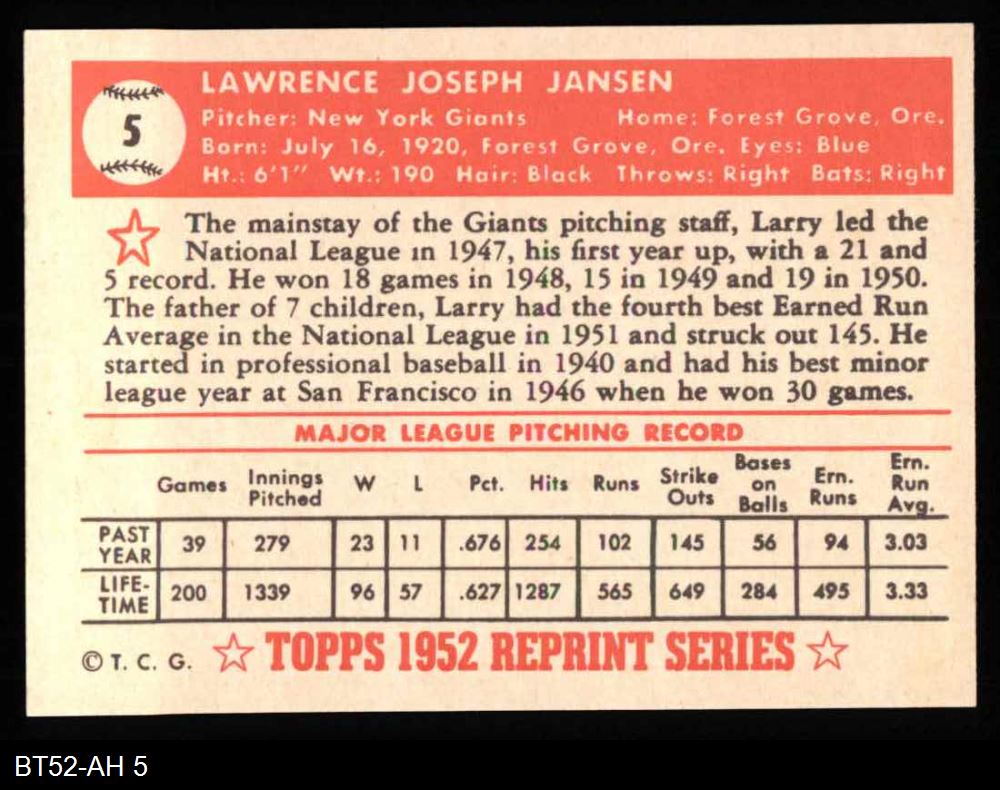 5
LAWRENCE JOSEPH JANSEN
Pitcher: New York Giants Home: Forest Grove, Ore.
Born: July 16, 1920, Forest Grove, Ore. Eyes: Blue
Ht.: 6'1" Wt.: 190 Hair: Black Throws: Right Bats: Right
The mainstay of the Giants pitching staff, Larry led the
National League in 1947, his first year up, with a 21 and
5 record. He won 18 games in 1948, 15 in 1949 and 19 in 1950.
The father of 7 children, Larry had the fourth best Earned Run
Average in the National League in 1951 and struck out 145. He
started in professional baseball in 1940 and had his best minor
league year at San Francisco in 1946 when he won 30 games.
MAJOR LEAGUE PITCHING RECORD
Games Innings Pitched W L Pct. Hits Runs Strike Outs Bases on Balls Ern. Runs Ern. Run Avg.
PAST YEAR 39 279 23 11 .676 254 102 145 56 94 3.03
LIFE-TIME 200 1339 96 57 .627 1287 565 649 284 495 3.33
© T. C. G. ☆ TOPPS 1952 REPRINT SERIES ☆
BT52-AH 5